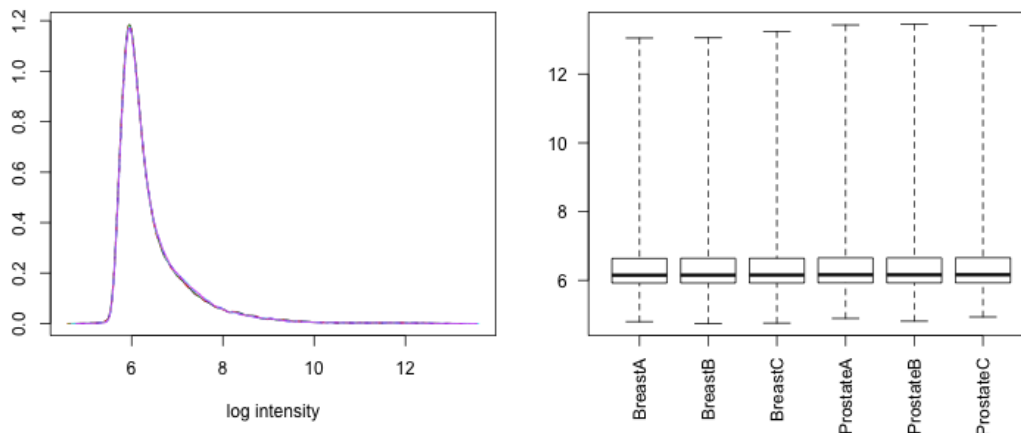 1.2
1.0
0.8
0.6
0.4
0.2
0.0
6 8 10 12
log intensity
12
10
8
6
BreastA
BreastB
BreastC
ProstateA
ProstateB
ProstateC